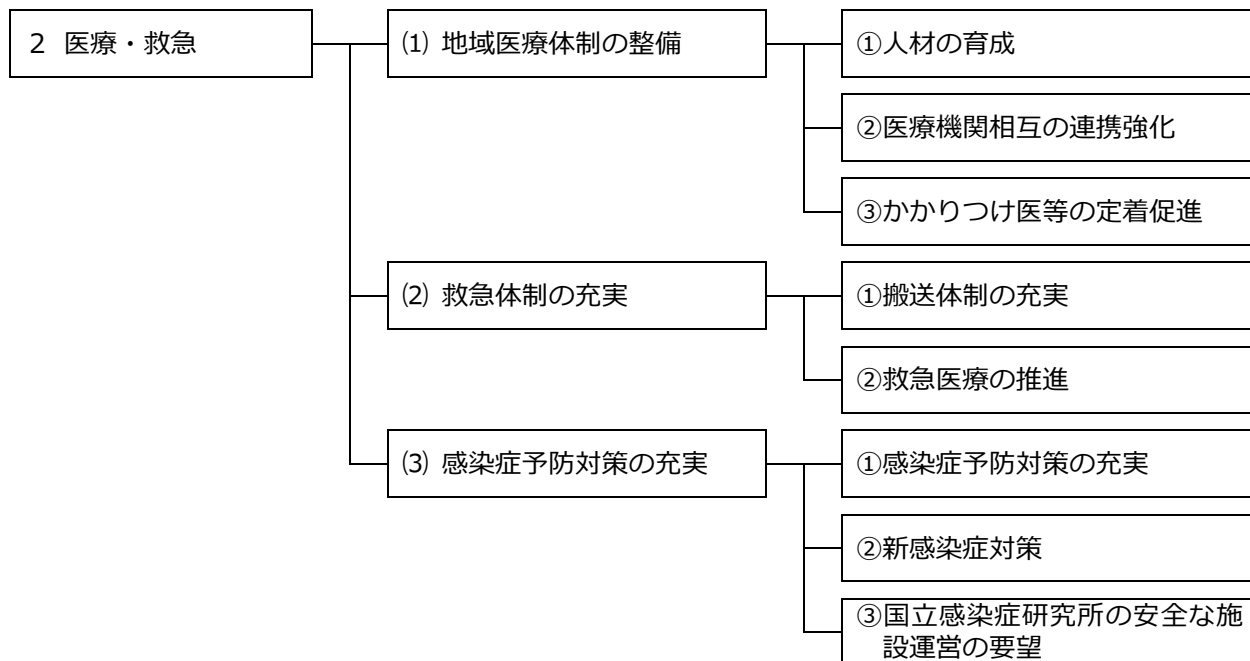 2 医療・救急
⑴ 地域医療体制の整備
①人材の育成
②医療機関相互の連携強化
③かかりつけ医等の定着促進
⑵ 救急体制の充実
①搬送体制の充実
②救急医療の推進
⑶ 感染症予防対策の充実
①感染症予防対策の充実
②新感染症対策
③国立感染症研究所の安全な施
設運営の要望